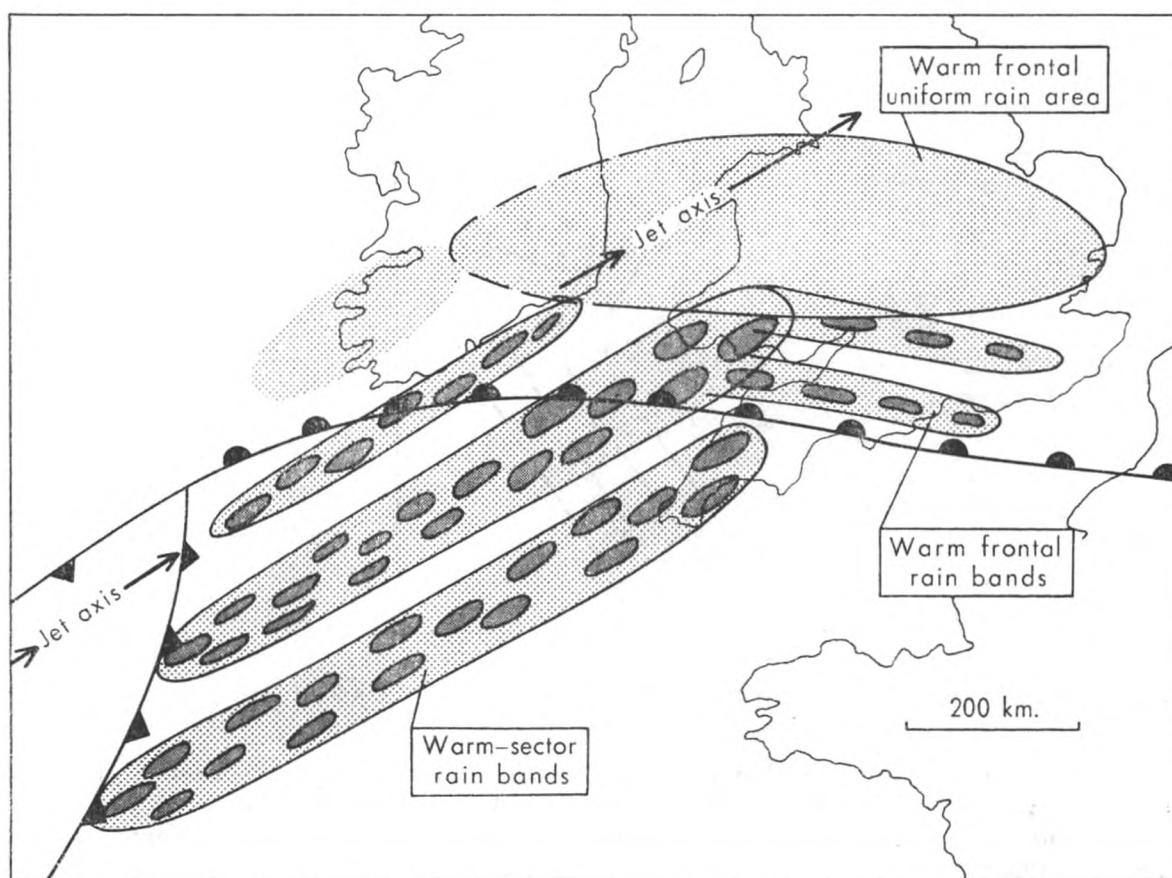 Warm frontal
uniform rain area
Jet axis
Jet axis
Warm frontal
rain bands
200 km.
Warm-sector
rain bands